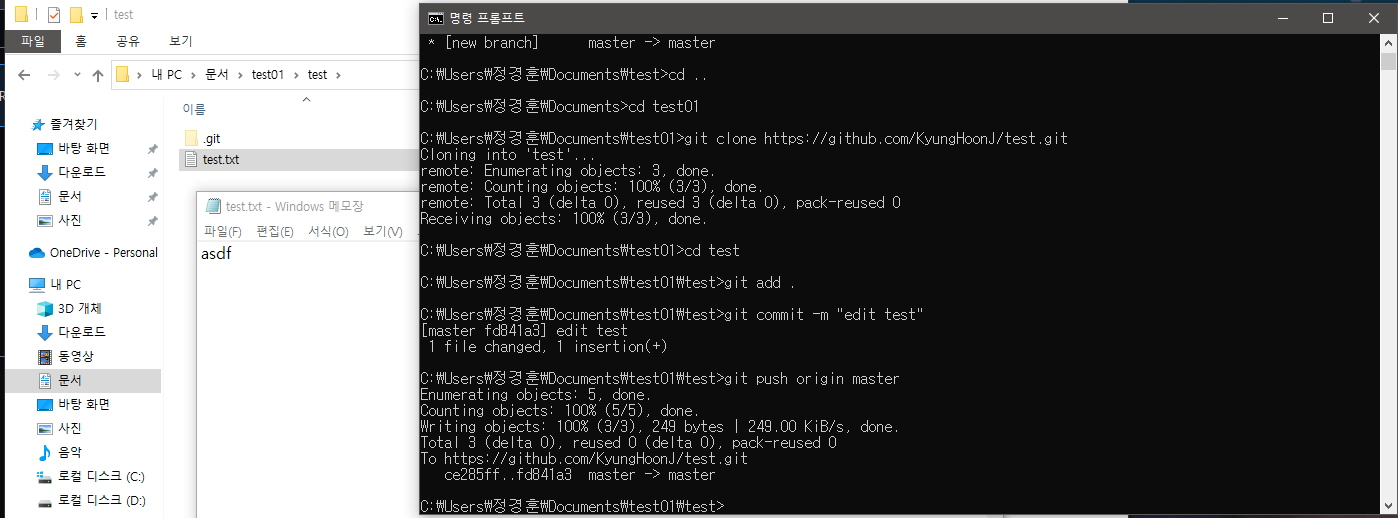 test
파일 홈 공유 보기
내 PC 문서 test01 test
이름
즐겨찾기
바탕 화면
다운로드
문서
사진
OneDrive - Personal
내 PC
3D 개체
다운로드
동영상
문서
바탕 화면
사진
음악
로컬 디스크 (C:)
로컬 디스크 (D:)
.git
test.txt
test.txt - Windows 메모장
파일(F) 편집(E) 서식(O) 보기(V)
asdf
명령 프롬프트
* [new branch]      master -> master
C:₩Users₩정경훈₩Documents₩test>cd ..
C:₩Users₩정경훈₩Documents>cd test01
C:₩Users₩정경훈₩Documents₩test01>git clone https://github.com/KyungHoonJ/test.git
Cloning into 'test'...
remote: Enumerating objects: 3, done.
remote: Counting objects: 100% (3/3), done.
remote: Total 3 (delta 0), reused 3 (delta 0), pack-reused 0
Receiving objects: 100% (3/3), done.
C:₩Users₩정경훈₩Documents₩test01>cd test
C:₩Users₩정경훈₩Documents₩test01₩test>git add .
C:₩Users₩정경훈₩Documents₩test01₩test>git commit -m "edit test"
[master fd841a3] edit test
1 file changed, 1 insertion(+)
C:₩Users₩정경훈₩Documents₩test01₩test>git push origin master
Enumerating objects: 5, done.
Counting objects: 100% (5/5), done.
Writing objects: 100% (3/3), 249 bytes | 249.00 KiB/s, done.
Total 3 (delta 0), reused 0 (delta 0), pack-reused 0
To https://github.com/KyungHoonJ/test.git
ce285ff..fd841a3  master -> master
C:₩Users₩정경훈₩Documents₩test01₩test>